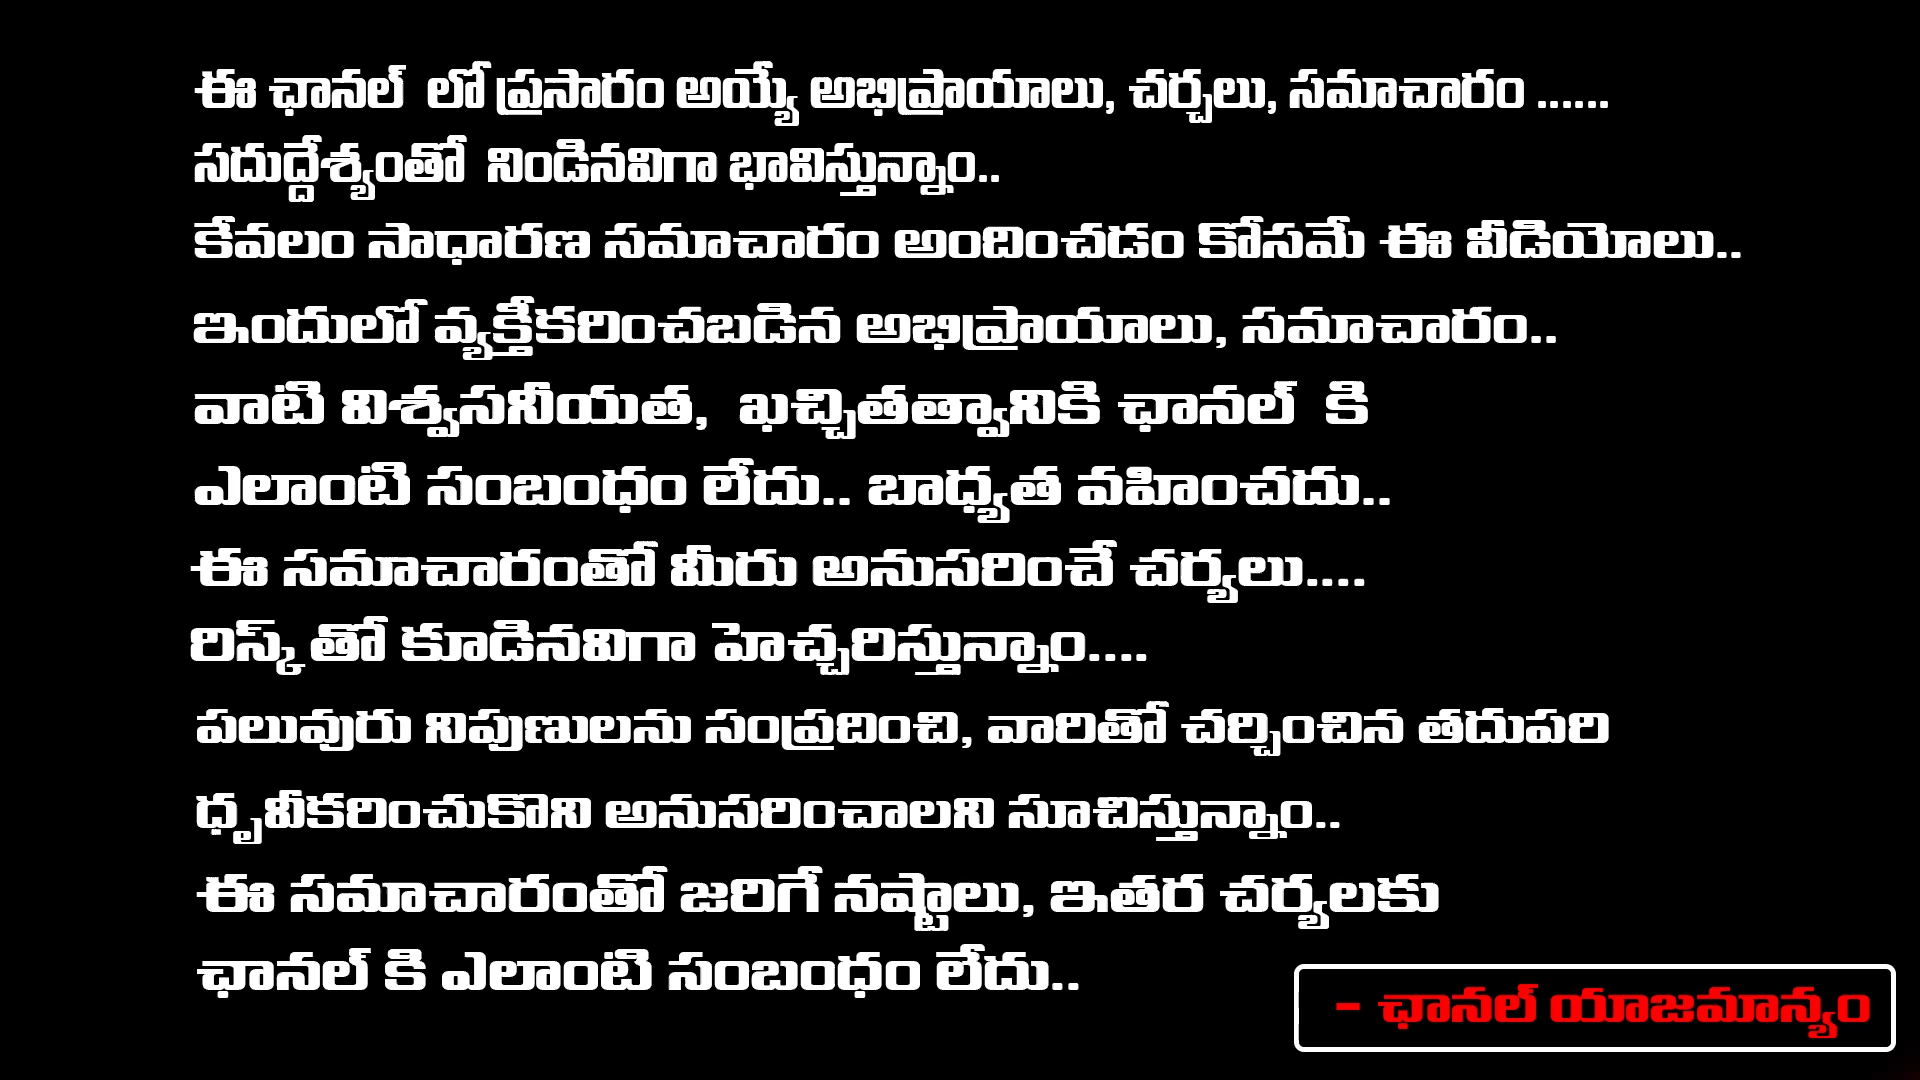 ఈ ఛానల్ లో ప్రసారం అయ్యే అభిప్రాయాలు, చర్చలు, సమాచారం ......
సదుద్దేశ్యంతో నిండినవిగా భావిస్తున్నాం..
కేవలం సాధారణ సమాచారం అందించడం కోసమే ఈ వీడియోలు..
ఇందులో వ్యక్తీకరించబడిన అభిప్రాయాలు, సమాచారం..
వాటి విశ్వసనీయత, ఖచ్చితత్వానికి ఛానల్ కి
ఎలాంటి సంబంధం లేదు.. బాధ్యత వహించదు..
ఈ సమాచారంతో మీరు అనుసరించే చర్యలు....
రిస్క్ తో కూడినవిగా హెచ్చరిస్తున్నాం....
పలువురు నిపుణులను సంప్రదించి, వారితో చర్చించిన తదుపరి
ధృవీకరించుకొని అనుసరించాలని సూచిస్తున్నాం..
ఈ సమాచారంతో జరిగే నష్టాలు, ఇతర చర్యలకు
ఛానల్ కి ఎలాంటి సంబంధం లేదు..
- ఛానల్ యాజమాన్యం